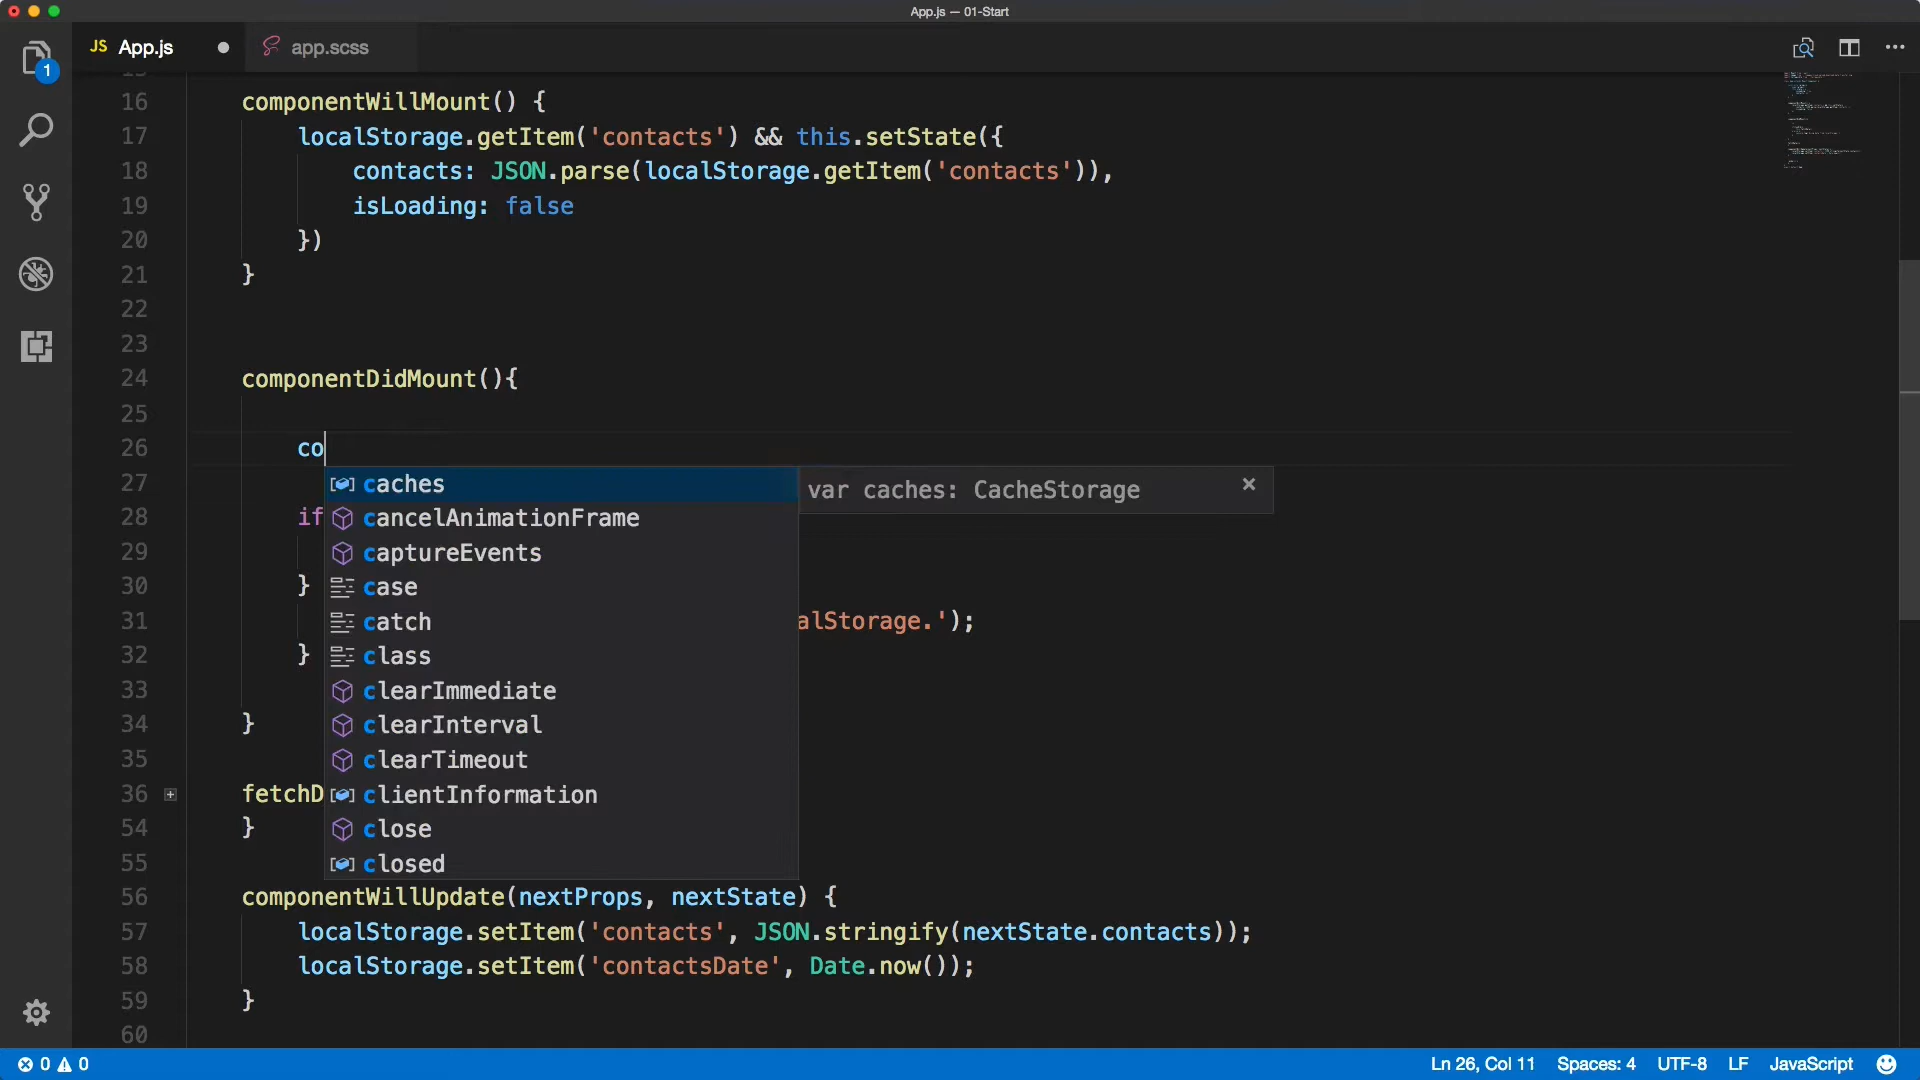 App.js — 01-Start
JS App.js
app.scss
1
16 componentWillMount() {
17 localStorage.getItem('contacts') && this.setState({
18 contacts: JSON.parse(localStorage.getItem('contacts')),
19 isLoading: false
20 })
21 }
22
23
24 componentDidMount(){
25
26 co
27
caches
var caches: CacheStorage
28 if
cancelAnimationFrame
29
captureEvents
30 }
case
31
catch
alStorage.');
32 }
class
33
clearImmediate
34 }
clearInterval
35
clearTimeout
36 fetchD
clientInformation
54 }
close
55
closed
56 componentWillUpdate(nextProps, nextState) {
57 localStorage.setItem('contacts', JSON.stringify(nextState.contacts));
58 localStorage.setItem('contactsDate', Date.now());
59 }
60
0 0
Ln 26, Col 11 Spaces: 4 UTF-8 LF JavaScript